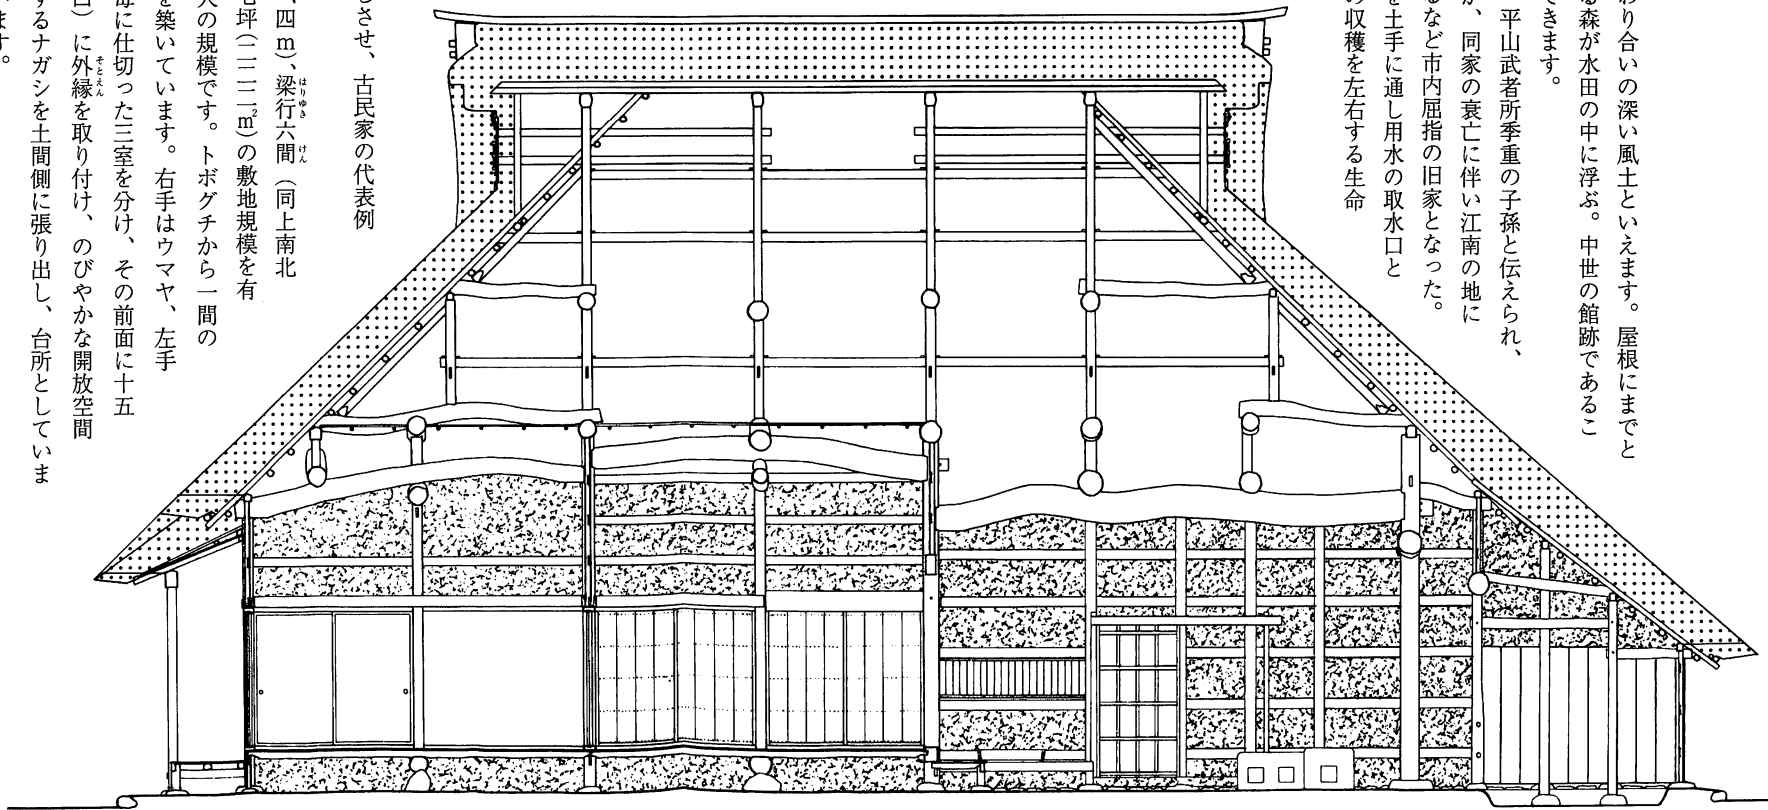 わり合いの深い風土といえます。屋根にまでと
る森が水田の中に浮ぶ。中世の館跡であるこ
できます。
平山武者所季重の子孫と伝えられ、
が、同家の衰亡に伴い江南の地に
るなど市内屈指の旧家となった。
を土手に通し用水の取水口と
の収穫を左右する生命
させ、古民家の代表例
、四m)、梁行六間(同上南北
はりゆき
けん
坪(二二二㎡)の敷地規模を有
の規模です。トボグチから一間の
を築いています。右手はウマヤ、左手
に仕切った三室を分け、その前面に十五
)に外縁を取り付け、のびやかな開放空間
そとえん
するナガシを土間側に張り出し、台所としていま
ます。